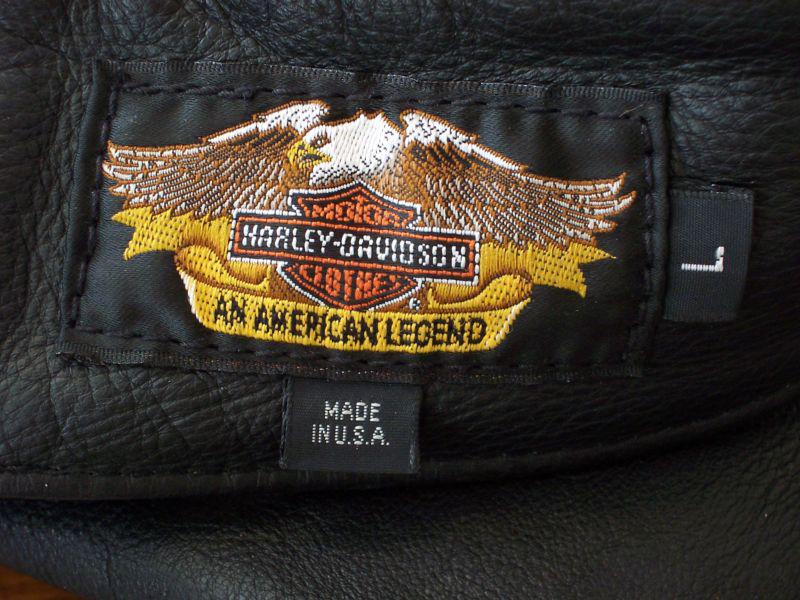 MOTOR
HARLEY-DAVIDSON
CLOTHES
®
AN AMERICAN LEGEND
L
MADE
IN U.S.A.